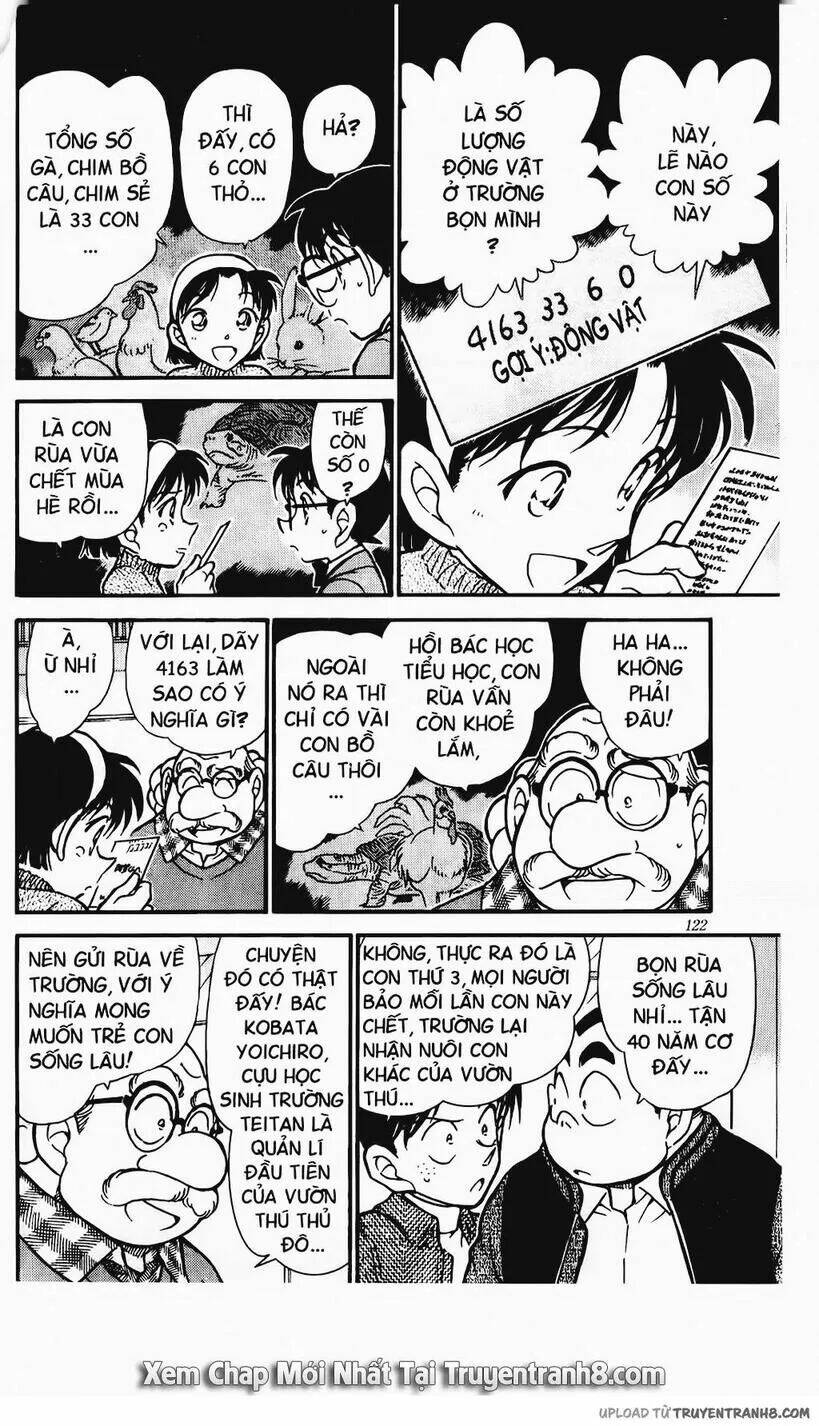 NÀY,
LẼ NÀO
CON SỐ
NÀY
LÀ SỐ
LƯỢNG
ĐỘNG VẬT
Ở TRƯỜNG
BỌN MÌNH
?
4163 33 6 0
GỢI Ý: ĐỘNG VẬT
HẢ?
THÌ
ĐẤY, CÓ
6 CON
THỎ...
TỔNG SỐ
GÀ, CHIM BỒ
CÂU, CHIM SẺ
LÀ 33 CON
...
THẾ
CÒN
SỐ 0
?
LÀ CON
RÙA VỪA
CHẾT MÙA
HÈ RỒI...
HA HA...
KHÔNG
PHẢI
ĐÂU!
HỒI BÁC HỌC
TIỂU HỌC, CON
RÙA VẪN
CÒN KHOẺ
LẮM,
NGOÀI
NÓ RA THÌ
CHỈ CÓ VÀI
CON BỒ
CÂU THÔI
...
VỚI LẠI, DÃY
4163 LÀM
SAO CÓ Ý
NGHĨA GÌ?
À,
Ừ NHỈ
...
122
BỌN RÙA
SỐNG LÂU
NHỈ... TẬN
40 NĂM CƠ
ĐẤY...
KHÔNG, THỰC RA ĐÓ LÀ
CON THỨ 3, MỌI NGƯỜI
BẢO MỖI LẦN CON NÀY
CHẾT, TRƯỜNG LẠI
NHẬN NUÔI CON
KHÁC CỦA VƯỜN
THÚ...
CHUYỆN
ĐÓ CÓ THẬT
ĐẤY! BÁC
KOBATA
YOICHIRO,
CỰU HỌC
SINH TRƯỜNG
TEITAN LÀ
QUẢN LÍ
ĐẦU TIÊN
CỦA VƯỜN
THÚ THỦ
ĐÔ...
NÊN GỬI RÙA VỀ
TRƯỜNG, VỚI Ý
NGHĨA MONG
MUỐN TRẺ CON
SỐNG LÂU!
Xem Chap Mới Nhất Tại Truyentranh8.com
UPLOAD TỪ TRUYENTRANH8.COM